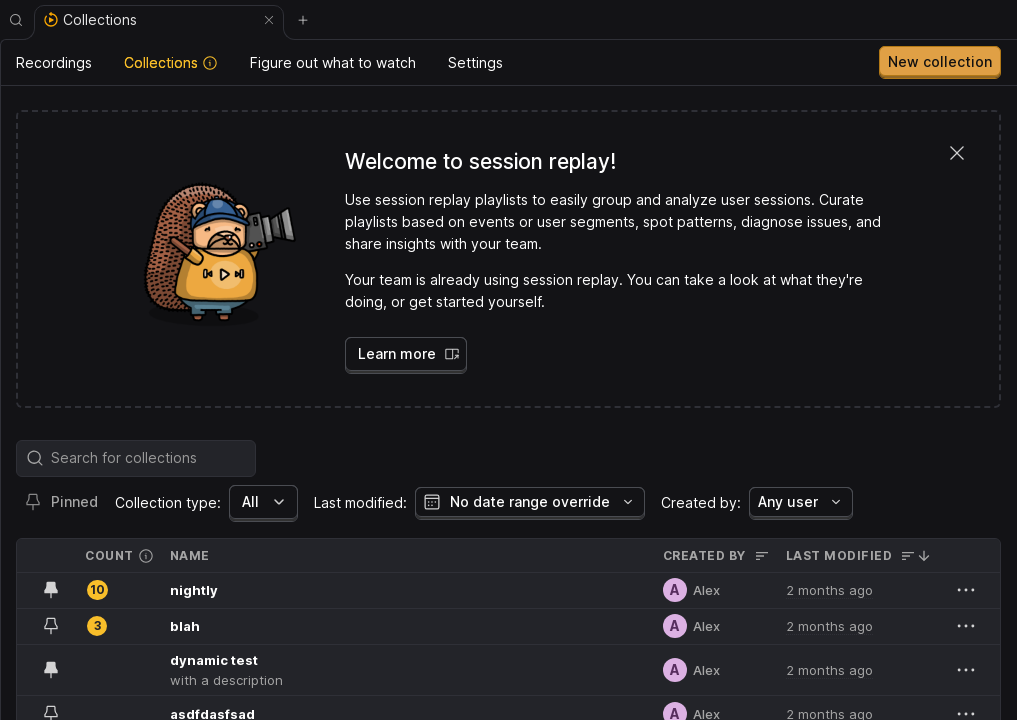 Collections
Recordings
Collections
Figure out what to watch
Settings
New collection
Welcome to session replay!
Use session replay playlists to easily group and analyze user sessions. Curate
playlists based on events or user segments, spot patterns, diagnose issues, and
share insights with your team.
Your team is already using session replay. You can take a look at what they're
doing, or get started yourself.
Learn more
Search for collections
Pinned
Collection type:
All
Last modified:
No date range override
Created by:
Any user
COUNT
NAME
CREATED BY
LAST MODIFIED
10
nightly
A
Alex
2 months ago
3
blah
A
Alex
2 months ago
dynamic test
with a description
A
Alex
2 months ago
asdfdasfsad
A
Alex
2 months ago